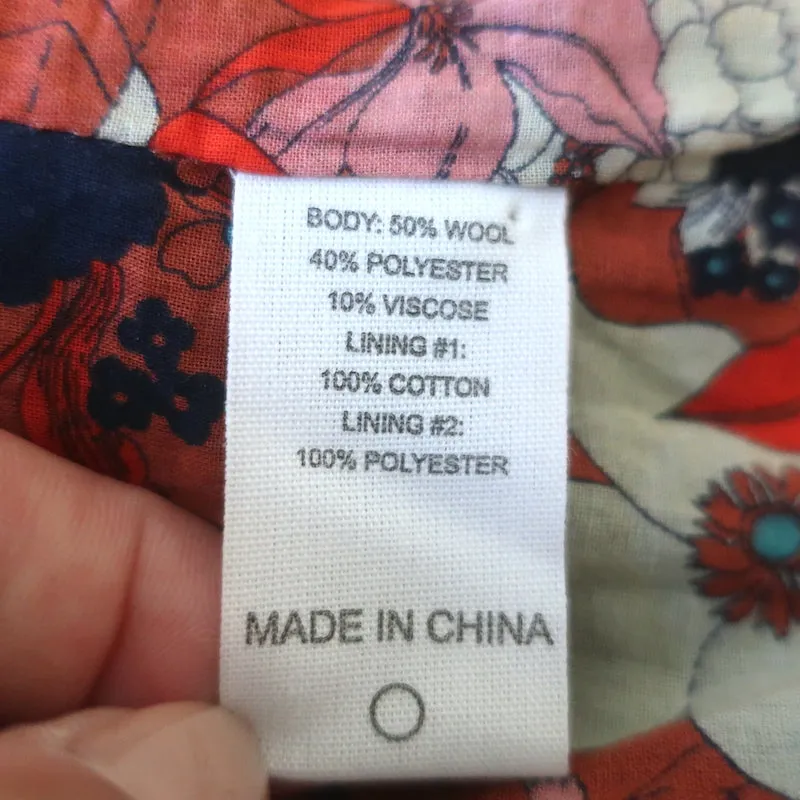 BODY: 50% WOOL
40% POLYESTER
10% VISCOSE
LINING #1:
100% COTTON
LINING #2:
100% POLYESTER
MADE IN CHINA